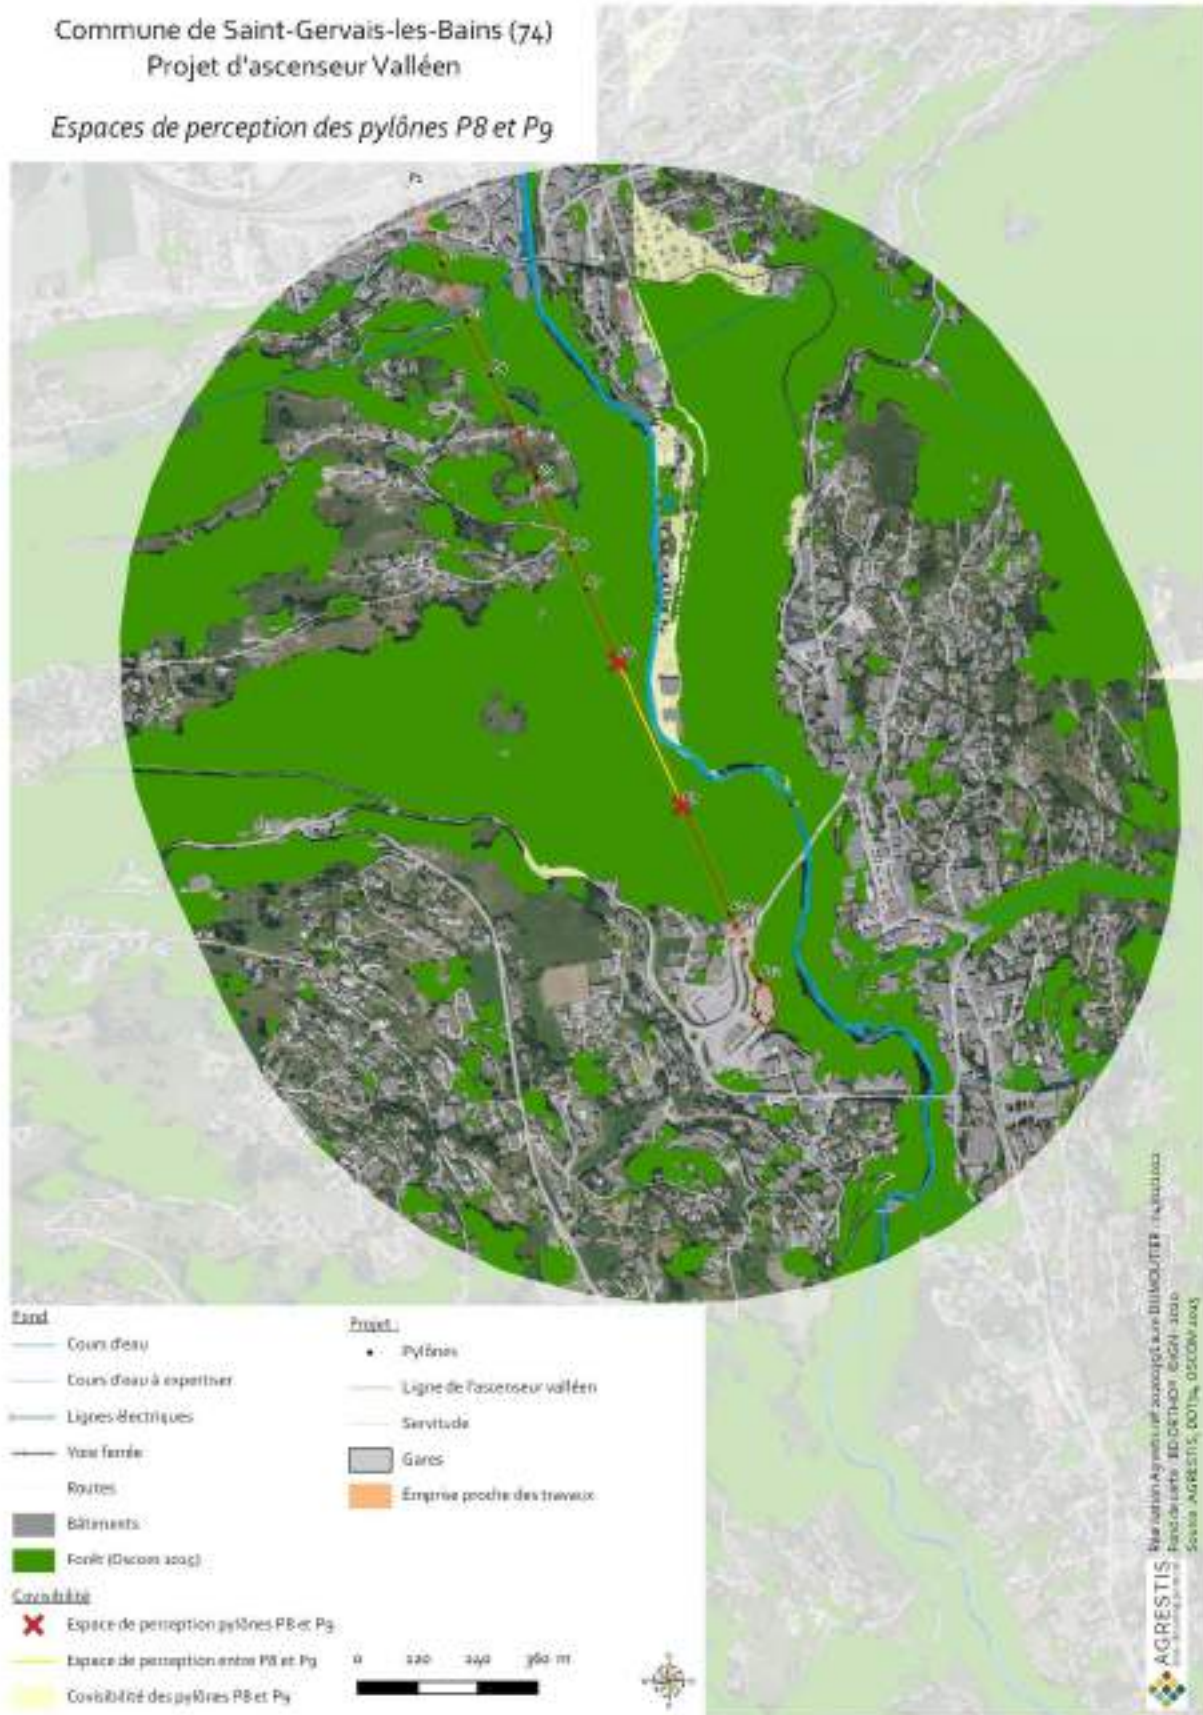 Commune de Saint-Gervais-les-Bains (74)
Projet d'ascenseur Valléen
Espaces de perception des pylônes P8 et P9
Fond
Cours d'eau
Cours d'eau à expertiser
Lignes électriques
Voie ferrée
Routes
Bâtiments
Forêt (Oscom 2015)
Covisibilité
Espace de perception pylônes P8 et P9
Espace de perception entre P8 et P9
Covisibilité des pylônes P8 et P9
Projet :
Pylônes
Ligne de l'ascenseur valléen
Servitude
Gares
Emprise proche des travaux
0 120 240 360 m
AGRESTIS